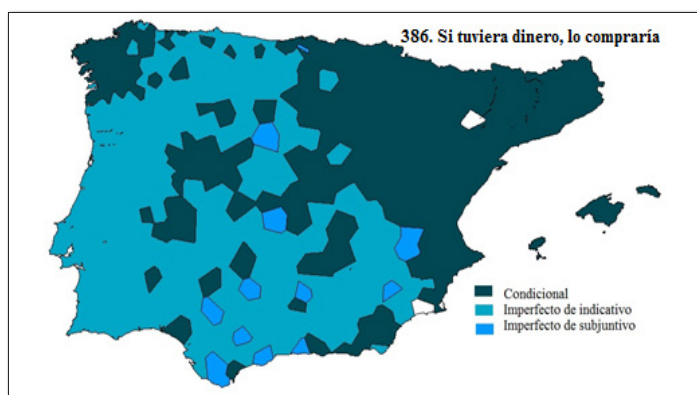 386. Si tuviera dinero, lo compraría
Condicional
Imperfecto de indicativo
Imperfecto de subjuntivo